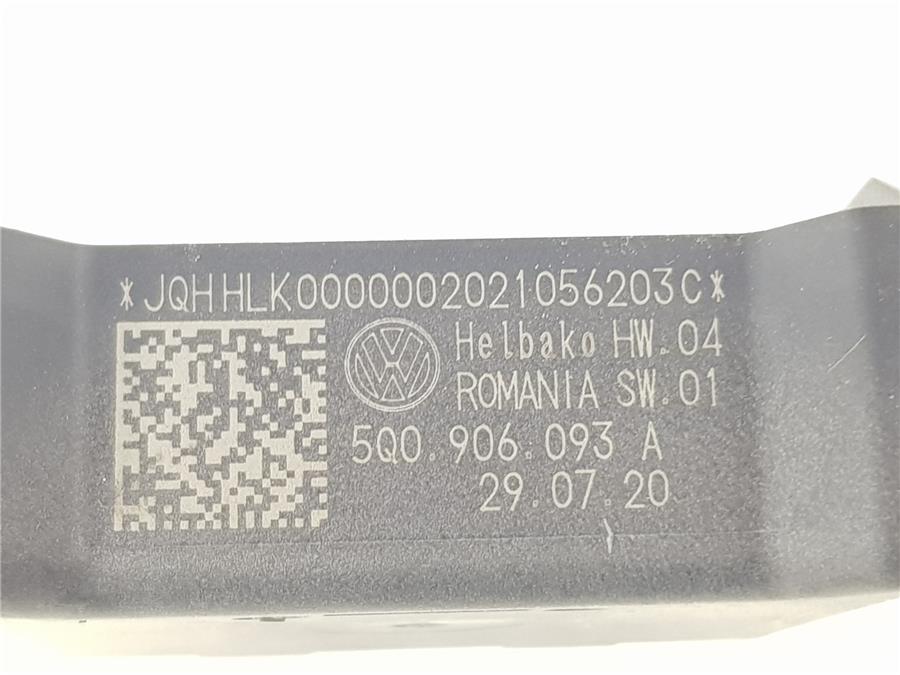 *JQHHLK0000002021056203C*
Helbako HW.04
ROMANIA SW.01
5Q0.906.093 A
29.07.20